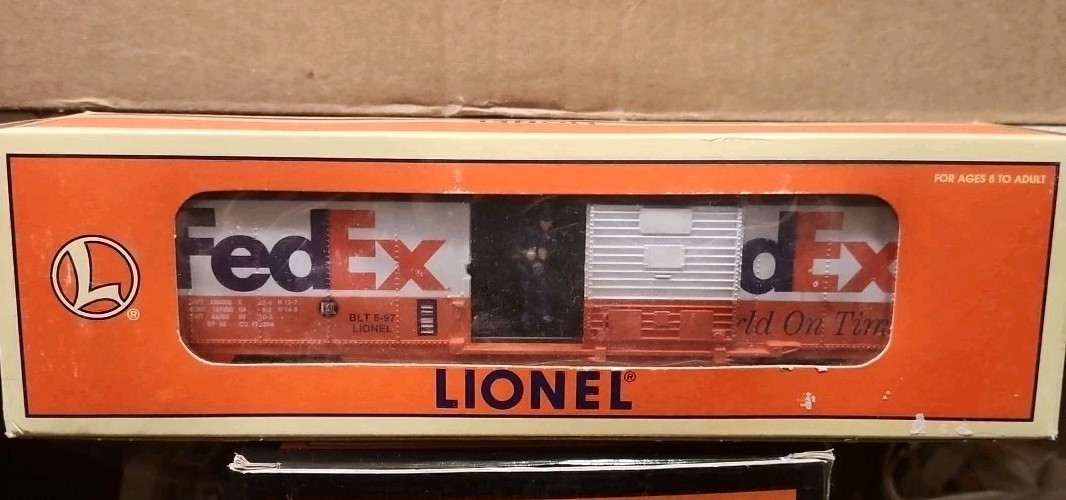 FOR AGES 8 TO ADULT
FedEx
dEx
BLT 5-97
LIONEL
rld On Tim
L ®
LIONEL®